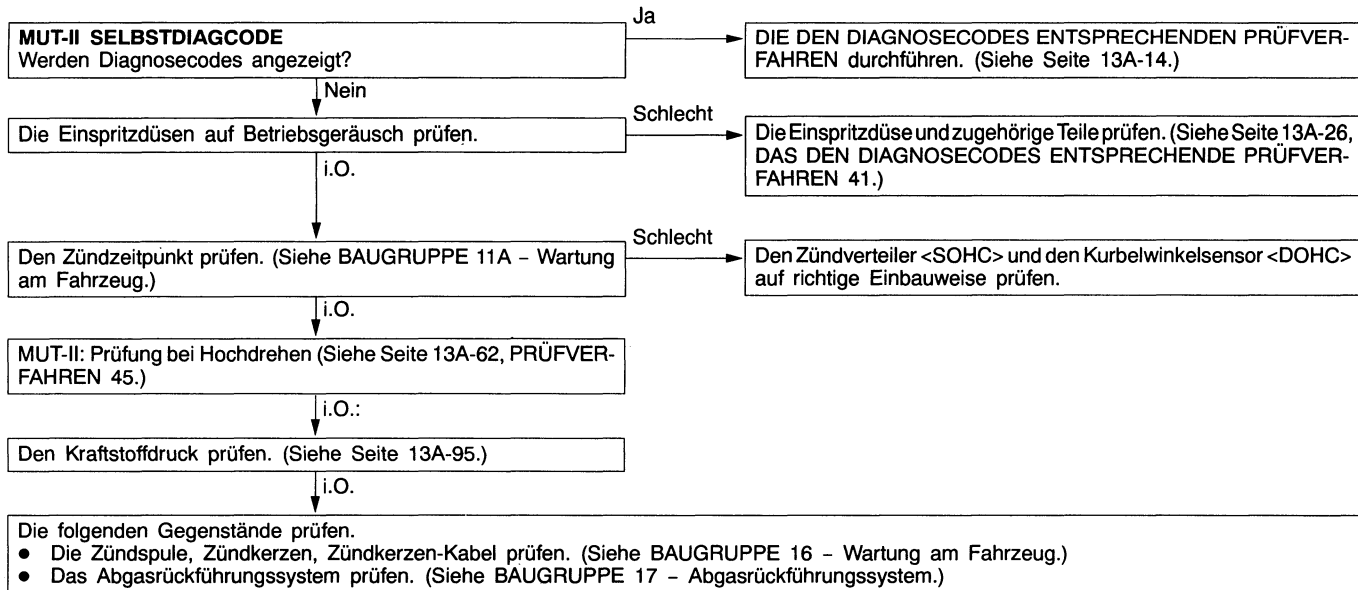 MUT-II SELBSTDIAGCODE
Werden Diagnosecodes angezeigt?
Ja
DIE DEN DIAGNOSECODES ENTSPRECHENDEN PRÜFVER-
FAHREN durchführen. (Siehe Seite 13A-14.)
Nein
Die Einspritzdüsen auf Betriebsgeräusch prüfen.
Schlecht
Die Einspritzdüse und zugehörige Teile prüfen. (Siehe Seite 13A-26,
DAS DEN DIAGNOSECODES ENTSPRECHENDE PRÜFVER-
FAHREN 41.)
i.O.
Den Zündzeitpunkt prüfen. (Siehe BAUGRUPPE 11A – Wartung
am Fahrzeug.)
Schlecht
Den Zündverteiler <SOHC> und den Kurbelwinkelsensor <DOHC>
auf richtige Einbauweise prüfen.
i.O.
MUT-II: Prüfung bei Hochdrehen (Siehe Seite 13A-62, PRÜFVER-
FAHREN 45.)
i.O.:
Den Kraftstoffdruck prüfen. (Siehe Seite 13A-95.)
i.O.
Die folgenden Gegenstände prüfen.
● Die Zündspule, Zündkerzen, Zündkerzen-Kabel prüfen. (Siehe BAUGRUPPE 16 – Wartung am Fahrzeug.)
● Das Abgasrückführungssystem prüfen. (Siehe BAUGRUPPE 17 – Abgasrückführungssystem.)